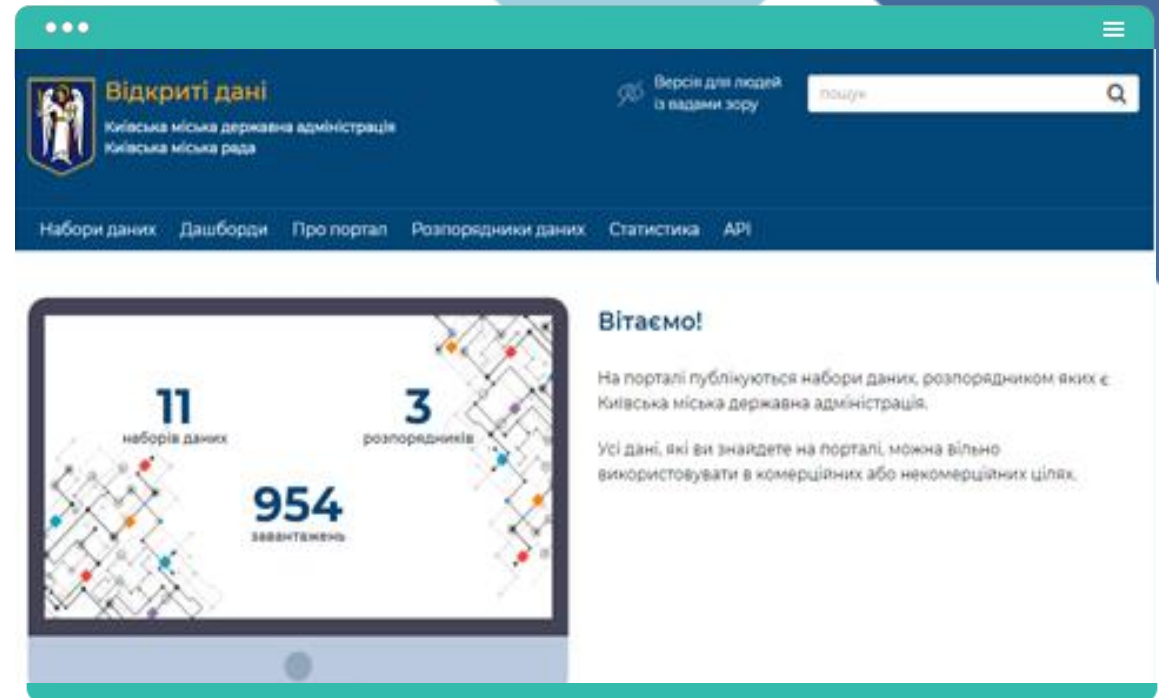 Відкриті дані
Київська міська державна адміністрація
Київська міська рада
Версія для людей
із вадами зору
пошук
Набори даних Дашборди Про портал Розпорядники даних Статистика API
11
наборів даних
3
розпорядників
954
завантажень
Вітаємо!
На порталі публікуються набори даних, розпорядником яких є
Київська міська державна адміністрація.
Усі дані, які ви знайдете на порталі, можна вільно
використовувати в комерційних або некомерційних цілях.